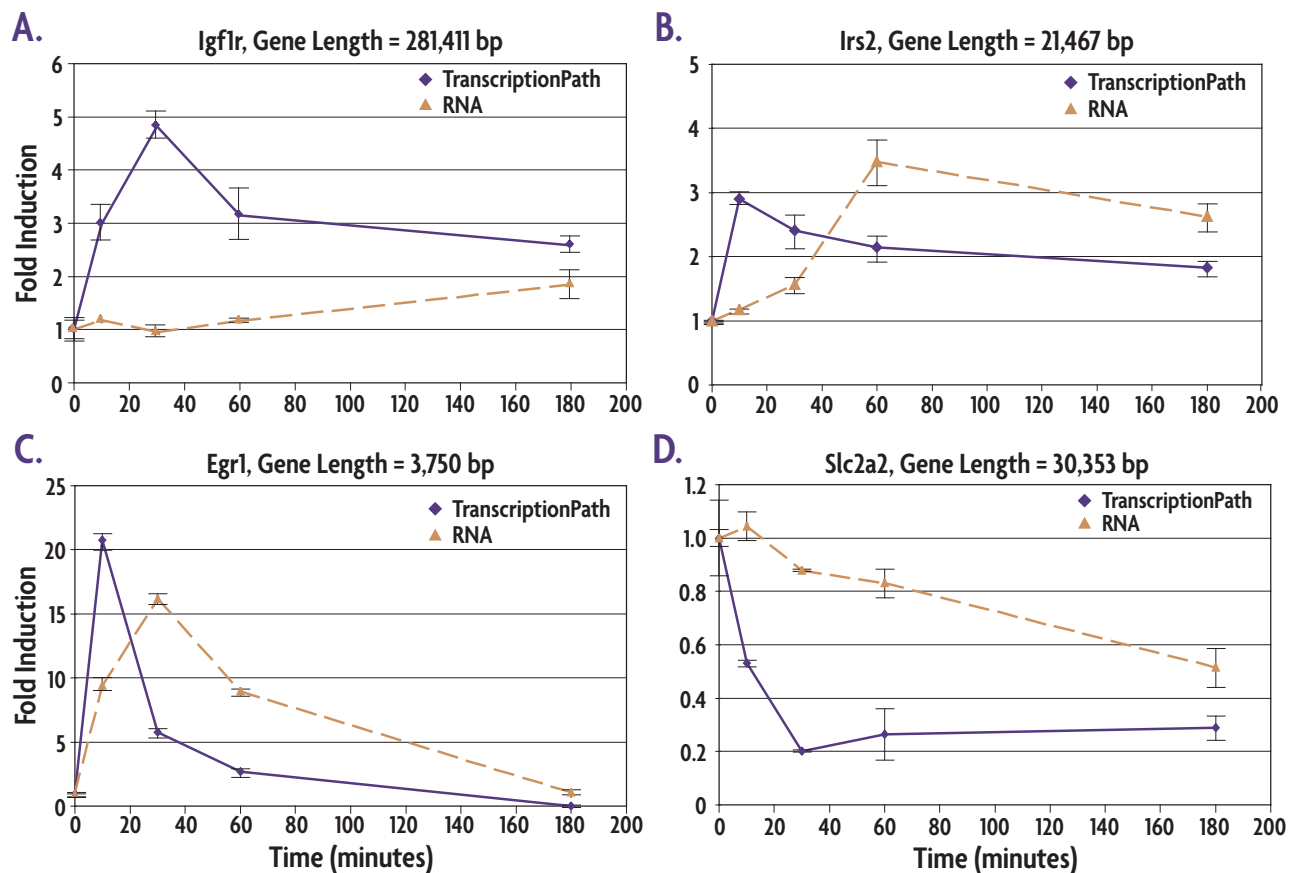 A.
Igf1r, Gene Length = 281,411 bp
TranscriptionPath
RNA
Fold Induction
6
5
4
3
2
1
0
0 20 40 60 80 100 120 140 160 180 200
B.
Irs2, Gene Length = 21,467 bp
TranscriptionPath
RNA
5
4
3
2
1
0
0 20 40 60 80 100 120 140 160 180 200
C.
Egr1, Gene Length = 3,750 bp
TranscriptionPath
RNA
Fold Induction
25
20
15
10
5
0
0 20 40 60 80 100 120 140 160 180 200
Time (minutes)
D.
Slc2a2, Gene Length = 30,353 bp
TranscriptionPath
RNA
1.2
1.0
0.8
0.6
0.4
0.2
0
0 20 40 60 80 100 120 140 160 180 200
Time (minutes)